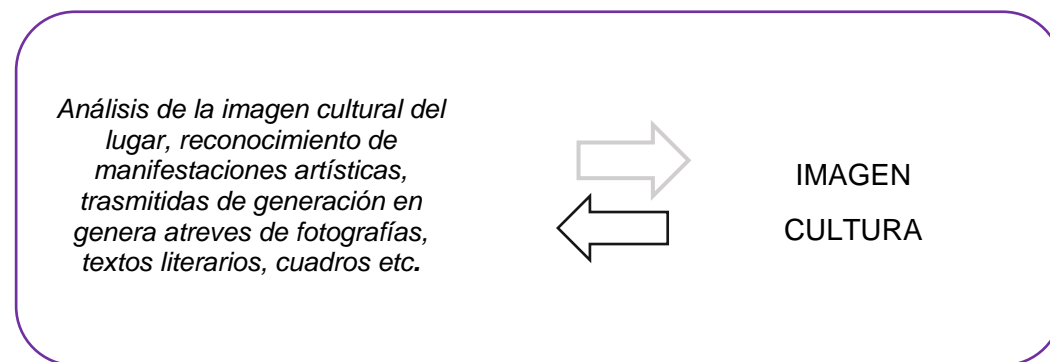 Análisis de la imagen cultural del
lugar, reconocimiento de
manifestaciones artísticas,
trasmitidas de generación en
genera atreves de fotografías,
textos literarios, cuadros etc.
IMAGEN
CULTURA